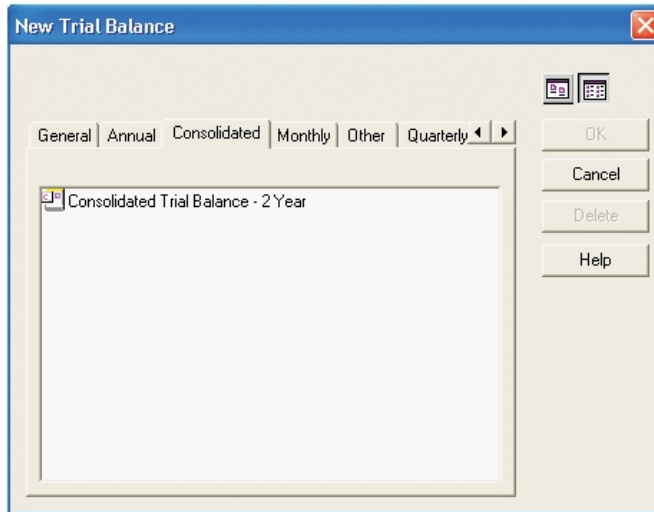 New Trial Balance
General Annual Consolidated Monthly Other Quarterly
OK
Cancel
Delete
Help
Consolidated Trial Balance - 2 Year